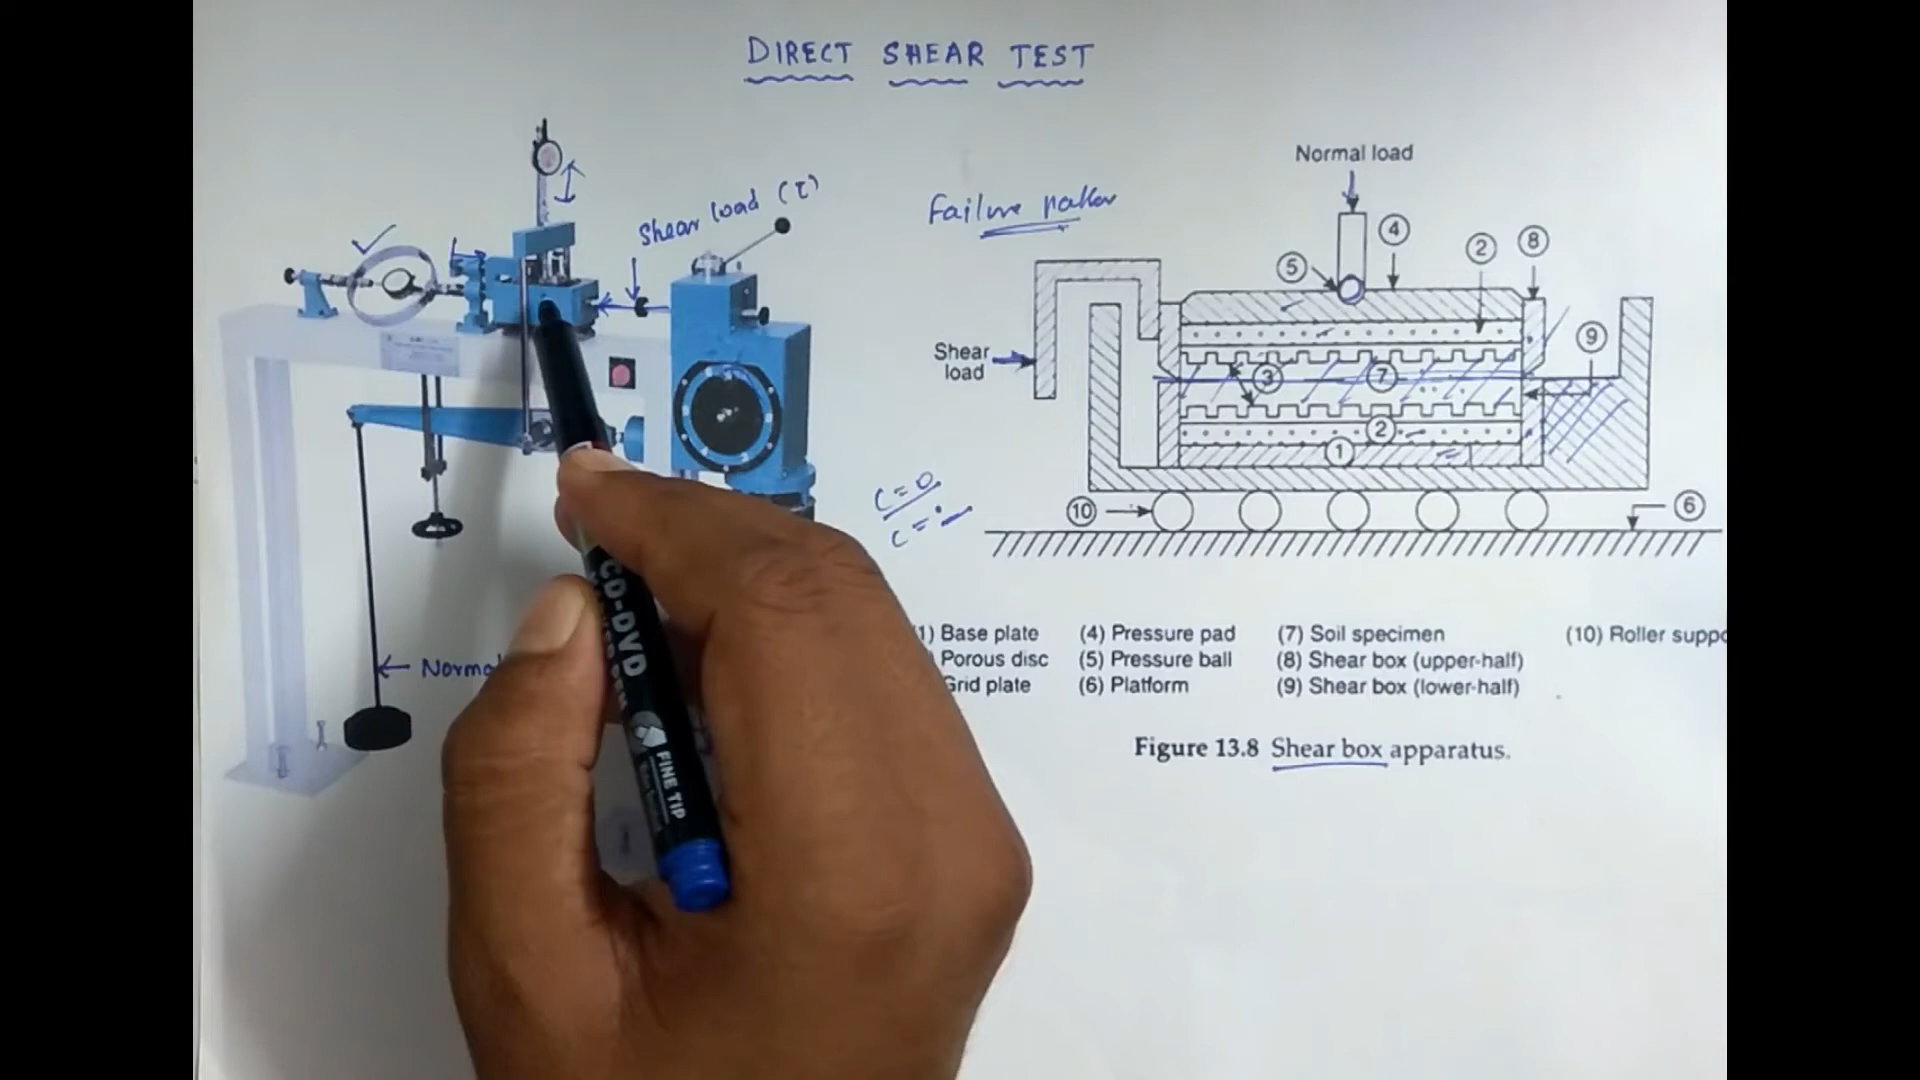 DIRECT SHEAR TEST
Shear load (τ)
Failure
Normal load
5
4
2
8
9
Shear
load
3
7
2
1
10
6
C=0
C=
Norma
1) Base plate
(4) Pressure pad
(7) Soil specimen
(10) Roller suppo
) Porous disc
(5) Pressure ball
(8) Shear box (upper-half)
Grid plate
(6) Platform
(9) Shear box (lower-half)
Figure 13.8 Shear box apparatus.
CD-DVD
FINE TIP